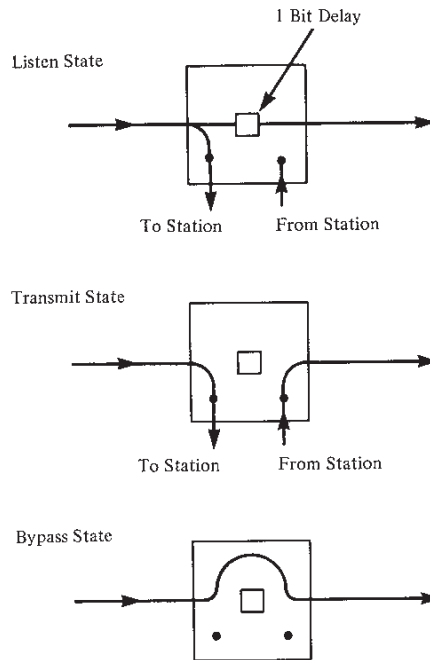 1 Bit Delay
Listen State
To Station
From Station
Transmit State
To Station
From Station
Bypass State